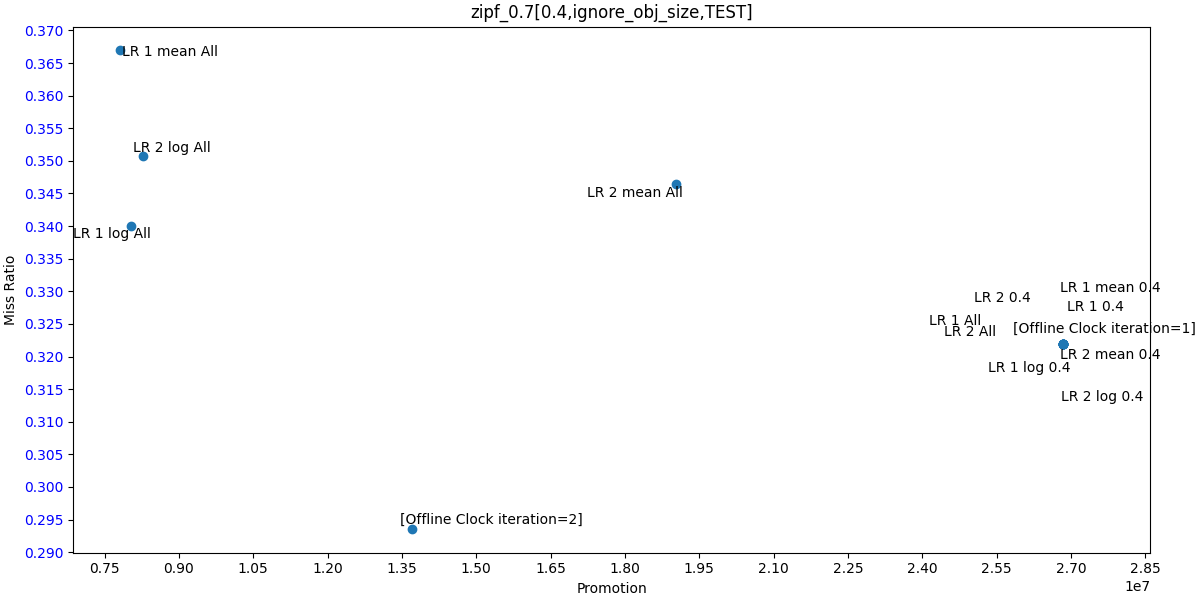 zipf_0.7[0.4,ignore_obj_size,TEST]
0.370
0.365
0.360
0.355
0.350
0.345
0.340
0.335
0.330
0.325
0.320
0.315
0.310
0.305
0.300
0.295
0.290
Miss Ratio
LR 1 mean All
LR 2 log All
LR 2 mean All
LR 1 log All
LR 1 mean 0.4
LR 2 0.4
LR 1 0.4
LR 1 All
[Offline Clock iteration=1]
LR 2 All
LR 2 mean 0.4
LR 1 log 0.4
LR 2 log 0.4
[Offline Clock iteration=2]
0.75 0.90 1.05 1.20 1.35 1.50 1.65 1.80 1.95 2.10 2.25 2.40 2.55 2.70 2.85
1e7
Promotion